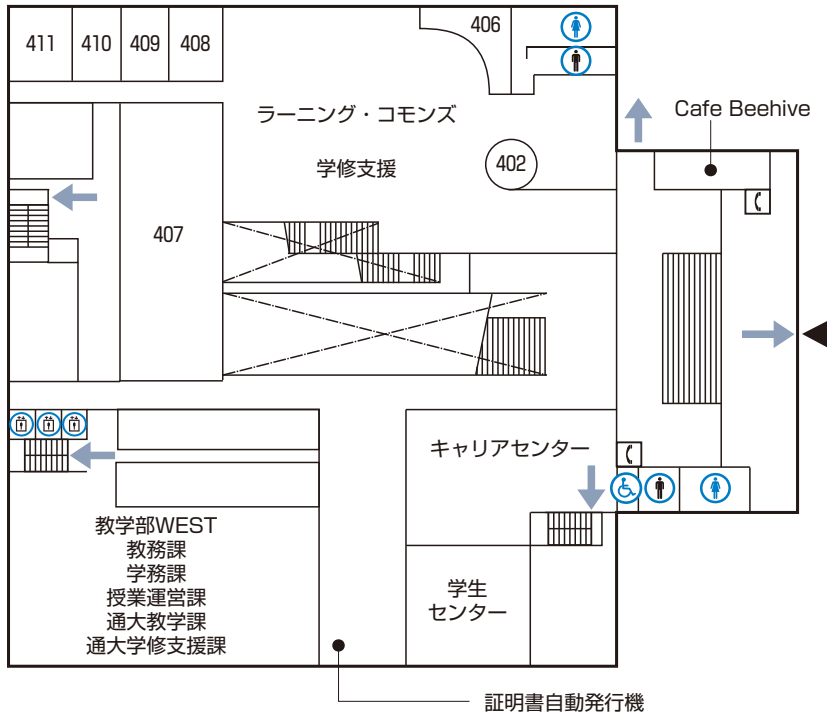 411
410
409
408
406
ラーニング・コモンズ
Cafe Beehive
学修支援
402
407
キャリアセンター
教学部WEST
教務課
学務課
授業運営課
通大教学課
通大学修支援課
学生
センター
証明書自動発行機